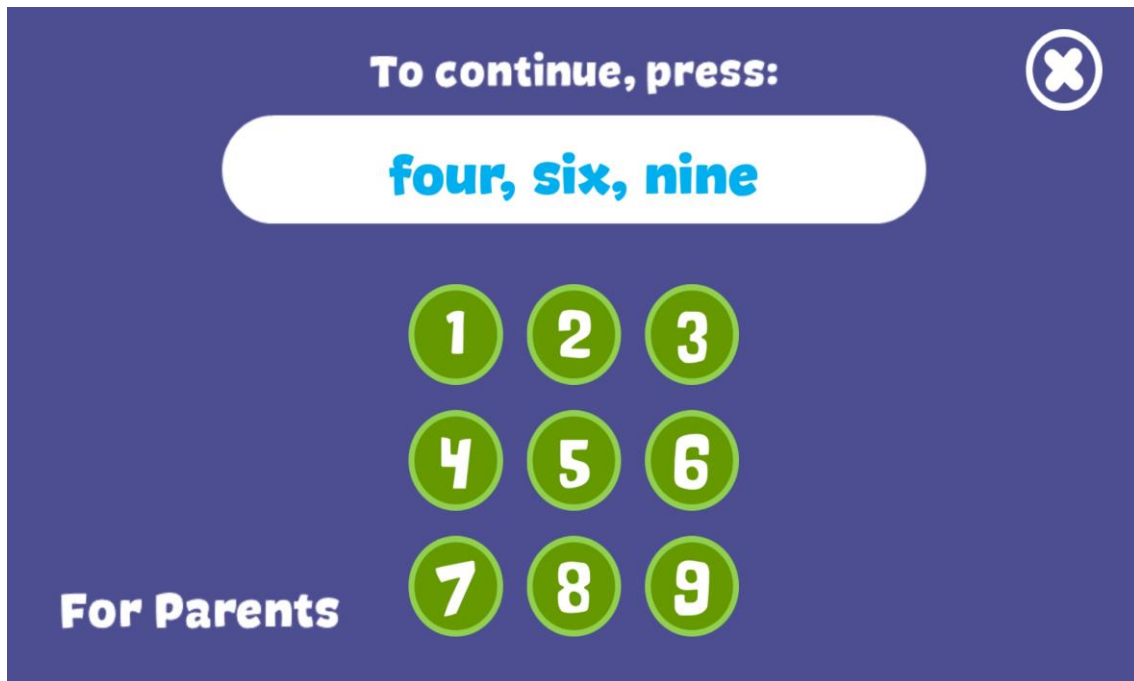 To continue, press:
four, six, nine
1 2 3
4 5 6
7 8 9
For Parents